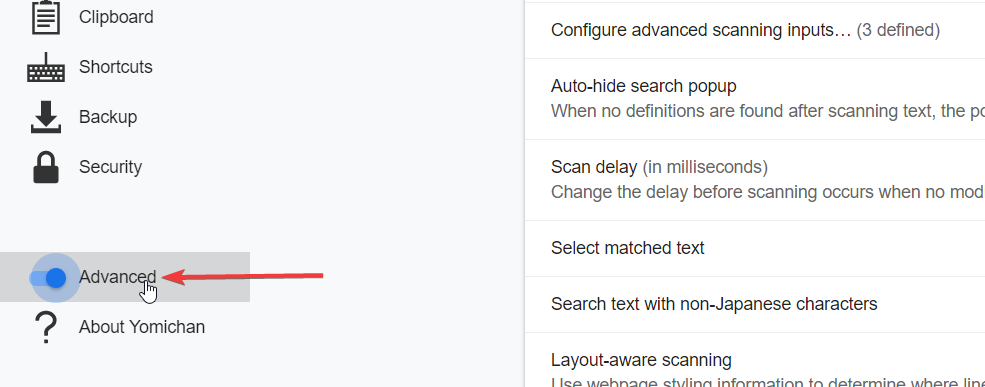 Clipboard
Shortcuts
Backup
Security
Advanced
About Yomichan
Configure advanced scanning inputs… (3 defined)
Auto-hide search popup
When no definitions are found after scanning text, the po
Scan delay (in milliseconds)
Change the delay before scanning occurs when no mod
Select matched text
Search text with non-Japanese characters
Layout-aware scanning
Use webpage styling information to determine where line